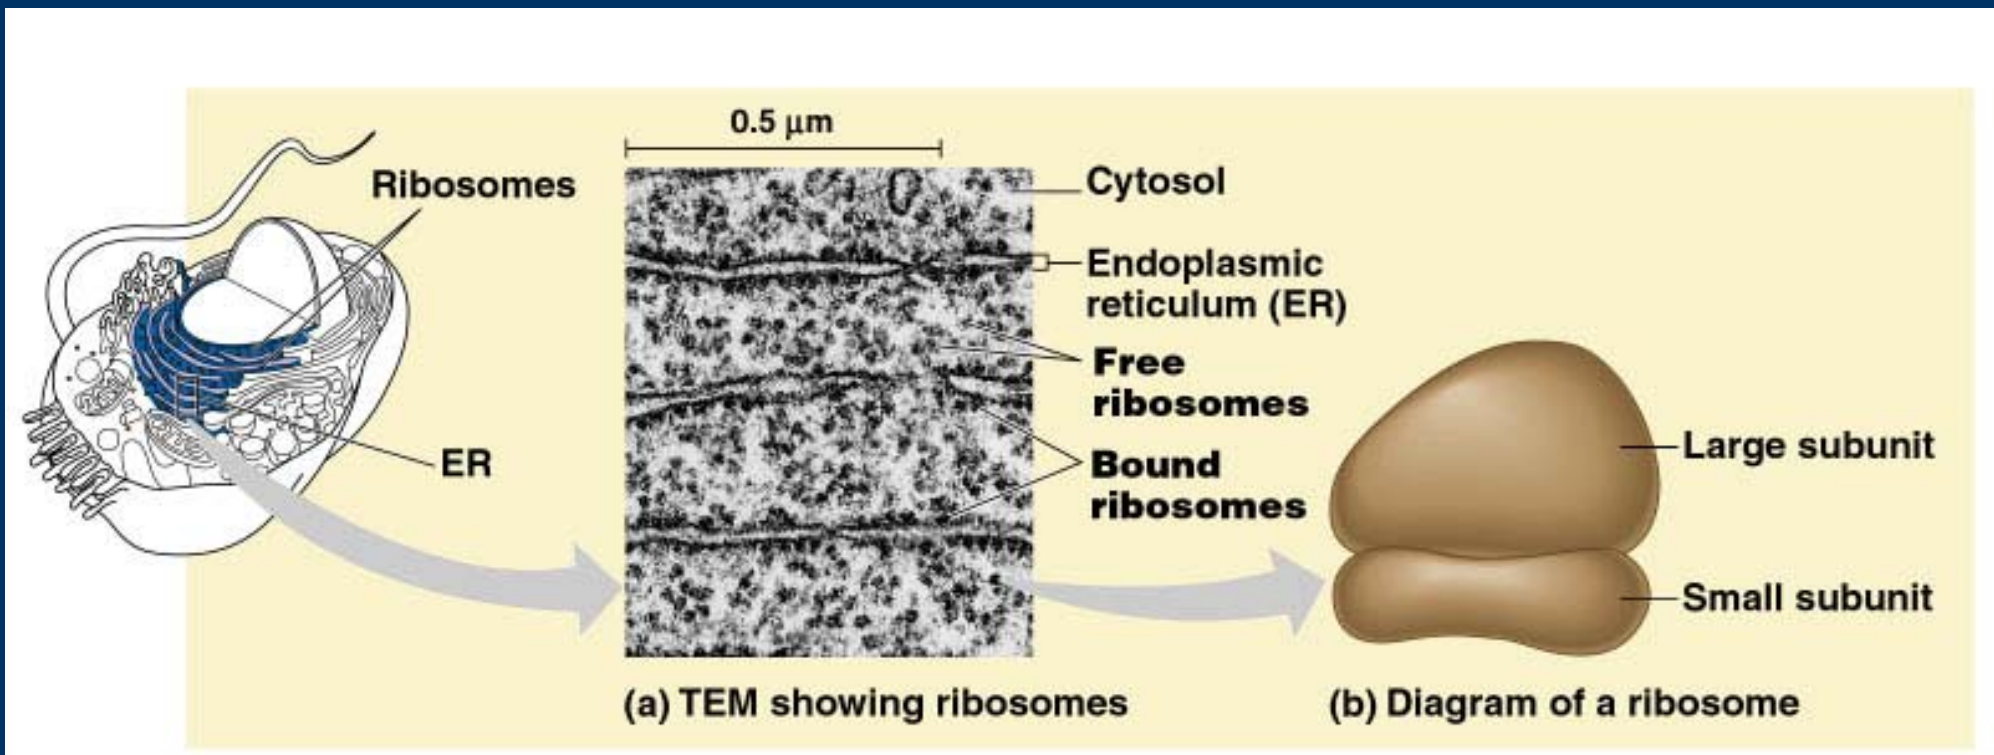 0.5 μm
Ribosomes
Cytosol
Endoplasmic
reticulum (ER)
Free
ribosomes
Bound
ribosomes
ER
Large subunit
Small subunit
(a) TEM showing ribosomes
(b) Diagram of a ribosome